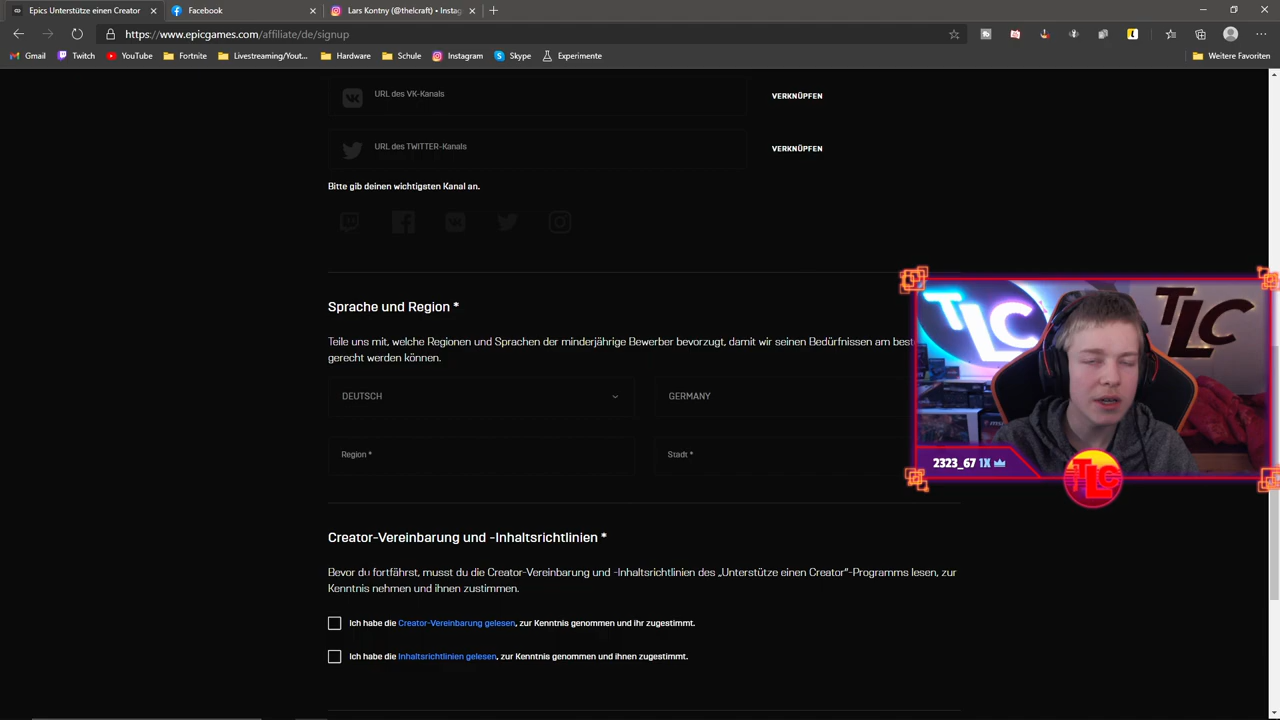 Epics Unterstütze einen Creator
Facebook
Lars Kontny (@thelcraft) • Instag
https://www.epicgames.com/affiliate/de/signup
Gmail
Twitch
YouTube
Fortnite
Livestreaming/Yout...
Hardware
Schule
Instagram
Skype
Experimente
Weitere Favoriten
URL des VK-Kanals
VERKNÜPFEN
URL des TWITTER-Kanals
VERKNÜPFEN
Bitte gib deinen wichtigsten Kanal an.
Sprache und Region *
Teile uns mit, welche Regionen und Sprachen der minderjährige Bewerber bevorzugt, damit wir seinen Bedürfnissen am best
gerecht werden können.
DEUTSCH
GERMANY
Region *
Stadt *
TLC
TLC
2323_67 1X
TLC
Creator-Vereinbarung und -Inhaltsrichtlinien *
Bevor du fortfährst, musst du die Creator-Vereinbarung und -Inhaltsrichtlinien des „Unterstütze einen Creator“-Programms lesen, zur
Kenntnis nehmen und ihnen zustimmen.
Ich habe die Creator-Vereinbarung gelesen, zur Kenntnis genommen und ihr zugestimmt.
Ich habe die Inhaltsrichtlinien gelesen, zur Kenntnis genommen und ihnen zugestimmt.